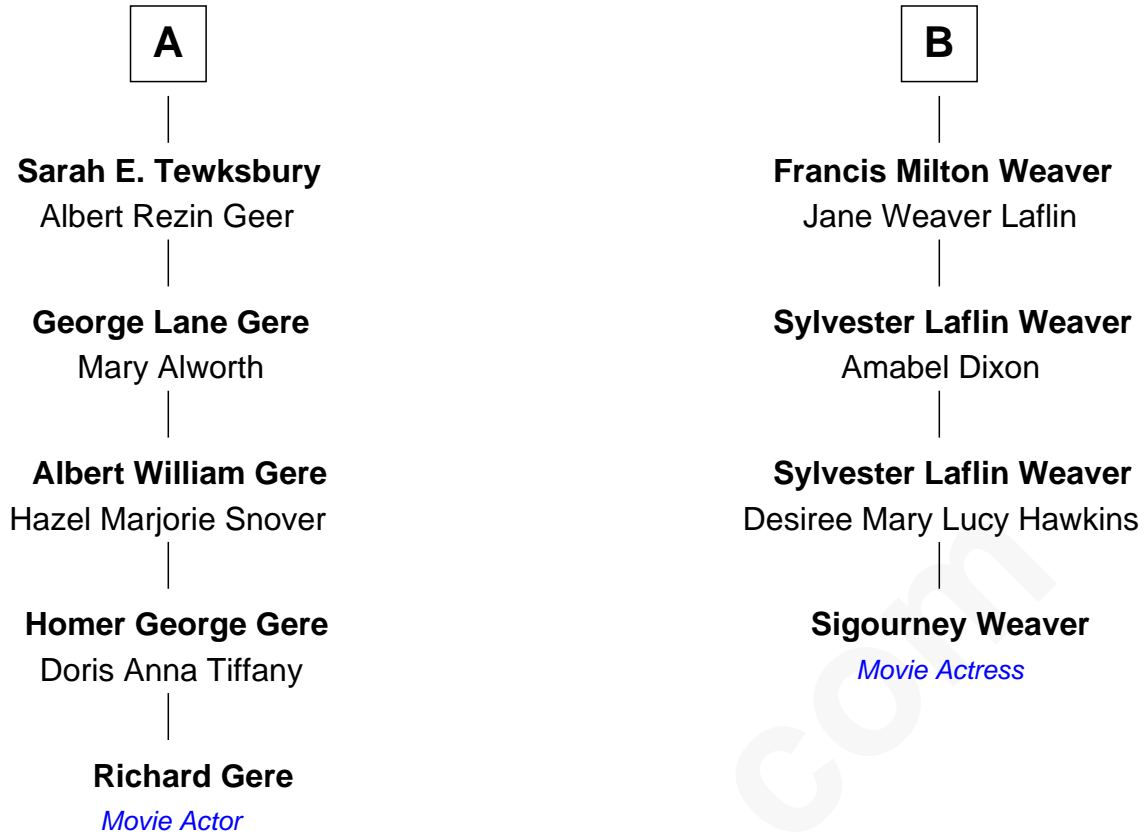 A
Sarah E. Tewksbury
Albert Rezin Geer
George Lane Gere
Mary Alworth
Albert William Gere
Hazel Marjorie Snover
Homer George Gere
Doris Anna Tiffany
Richard Gere
Movie Actor
B
Francis Milton Weaver
Jane Weaver Laflin
Sylvester Laflin Weaver
Amabel Dixon
Sylvester Laflin Weaver
Desiree Mary Lucy Hawkins
Sigourney Weaver
Movie Actress
com